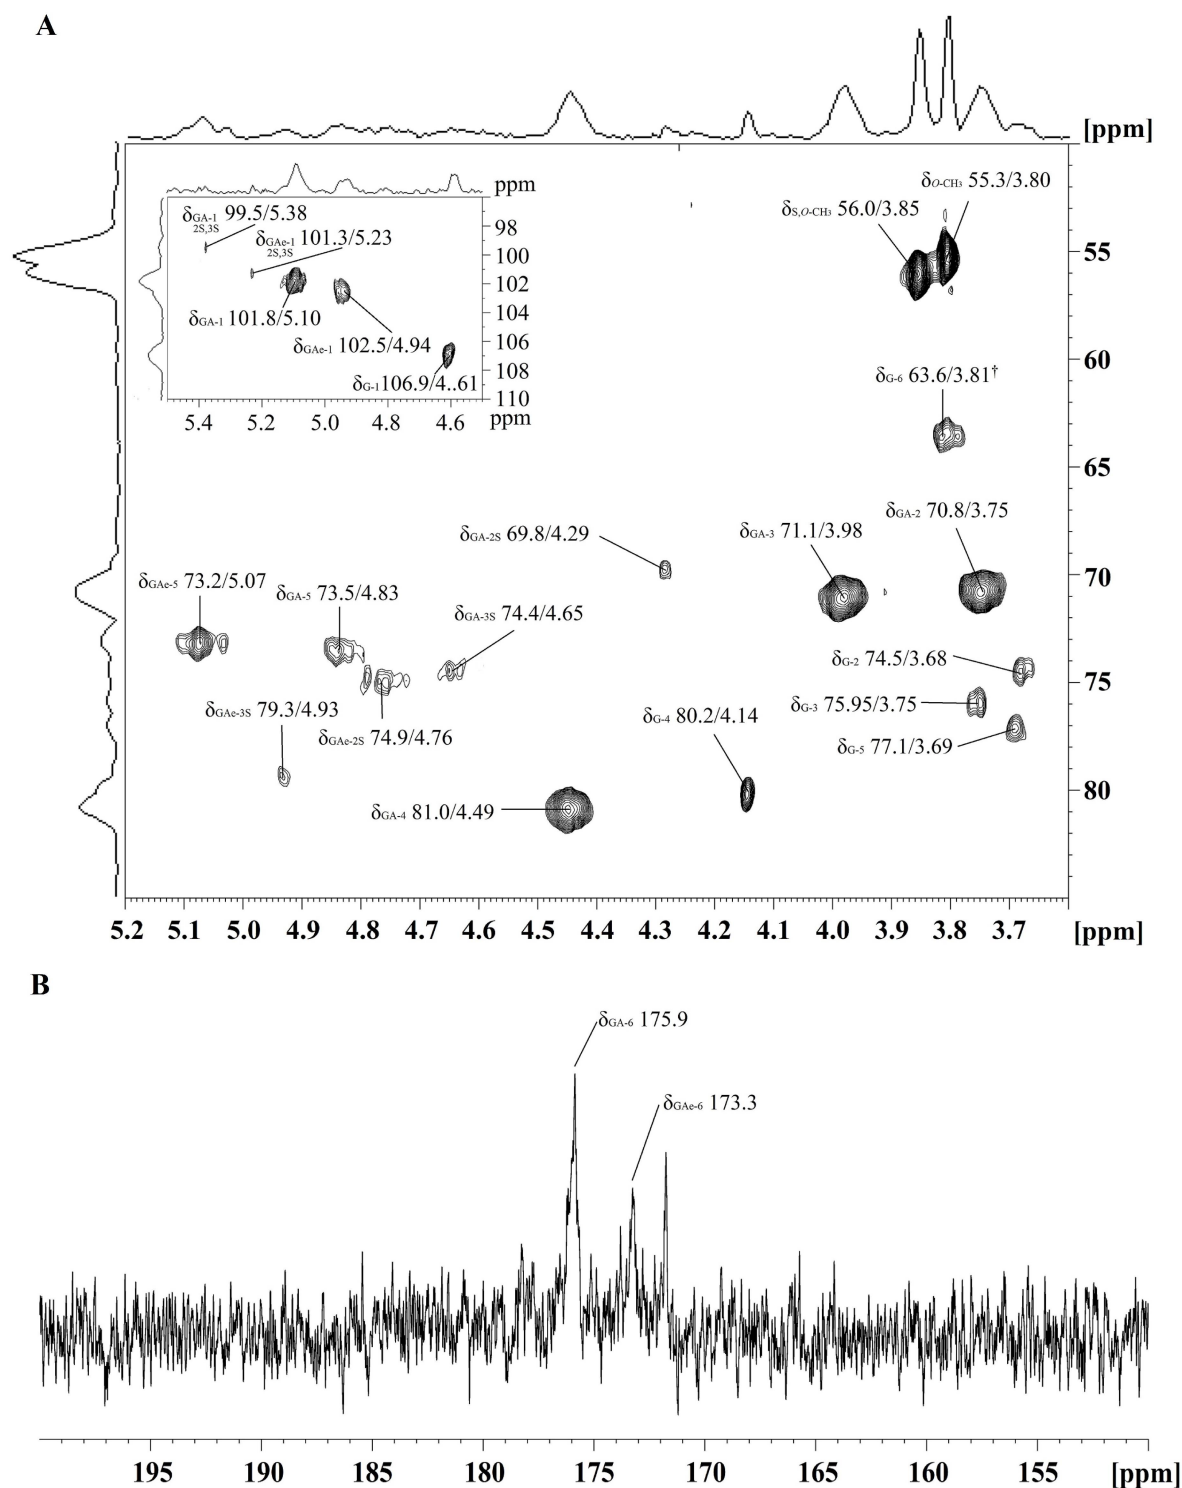 A
[ppm]
δO-CH3 55.3/3.80
δS,O-CH3 56.0/3.85
ppm
δGA-1 99.5/5.38
2S,3S
δGAe-1 101.3/5.23
2S,3S
98
100
102
104
106
108
110
δGA-1 101.8/5.10
δGAe-1 102.5/4.94
δG-1 106.9/4..61
5.4 5.2 5.0 4.8 4.6 ppm
55
60
65
70
75
80
δG-6 63.6/3.81†
δGA-2S 69.8/4.29
δGA-3 71.1/3.98
δGA-2 70.8/3.75
δGAe-5 73.2/5.07
δGA-5 73.5/4.83
δGA-3S 74.4/4.65
δG-2 74.5/3.68
δGAe-3S 79.3/4.93
δGAe-2S 74.9/4.76
δG-4 80.2/4.14
δG-3 75.95/3.75
δG-5 77.1/3.69
δGA-4 81.0/4.49
5.2 5.1 5.0 4.9 4.8 4.7 4.6 4.5 4.4 4.3 4.2 4.1 4.0 3.9 3.8 3.7 [ppm]
B
δGA-6 175.9
δGAe-6 173.3
195 190 185 180 175 170 165 160 155 [ppm]